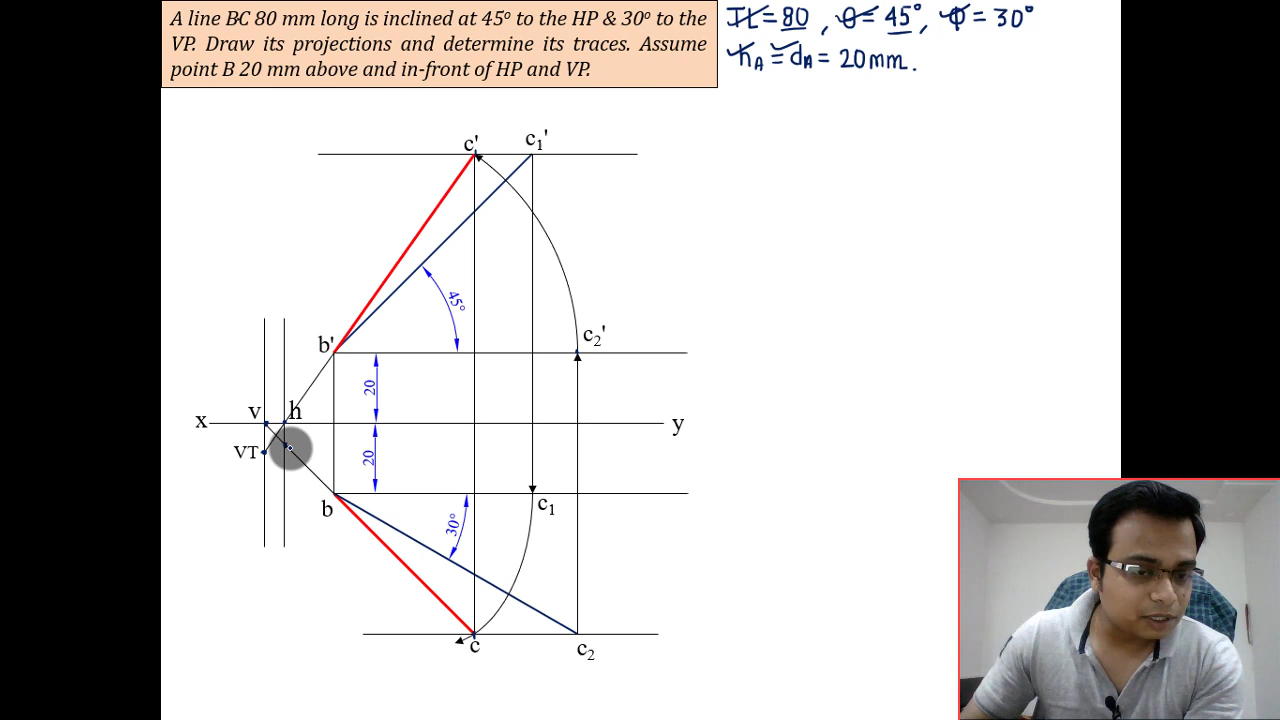 A line BC 80 mm long is inclined at 45° to the HP & 30° to the
VP. Draw its projections and determine its traces. Assume
point B 20 mm above and in-front of HP and VP.
TL = 80 , θ = 45°, Φ = 30°
h_A = d_A = 20mm.
c' c₁'
45°
b' c₂'
20
v h
x y
VT
20
b c₁
30°
c c₂